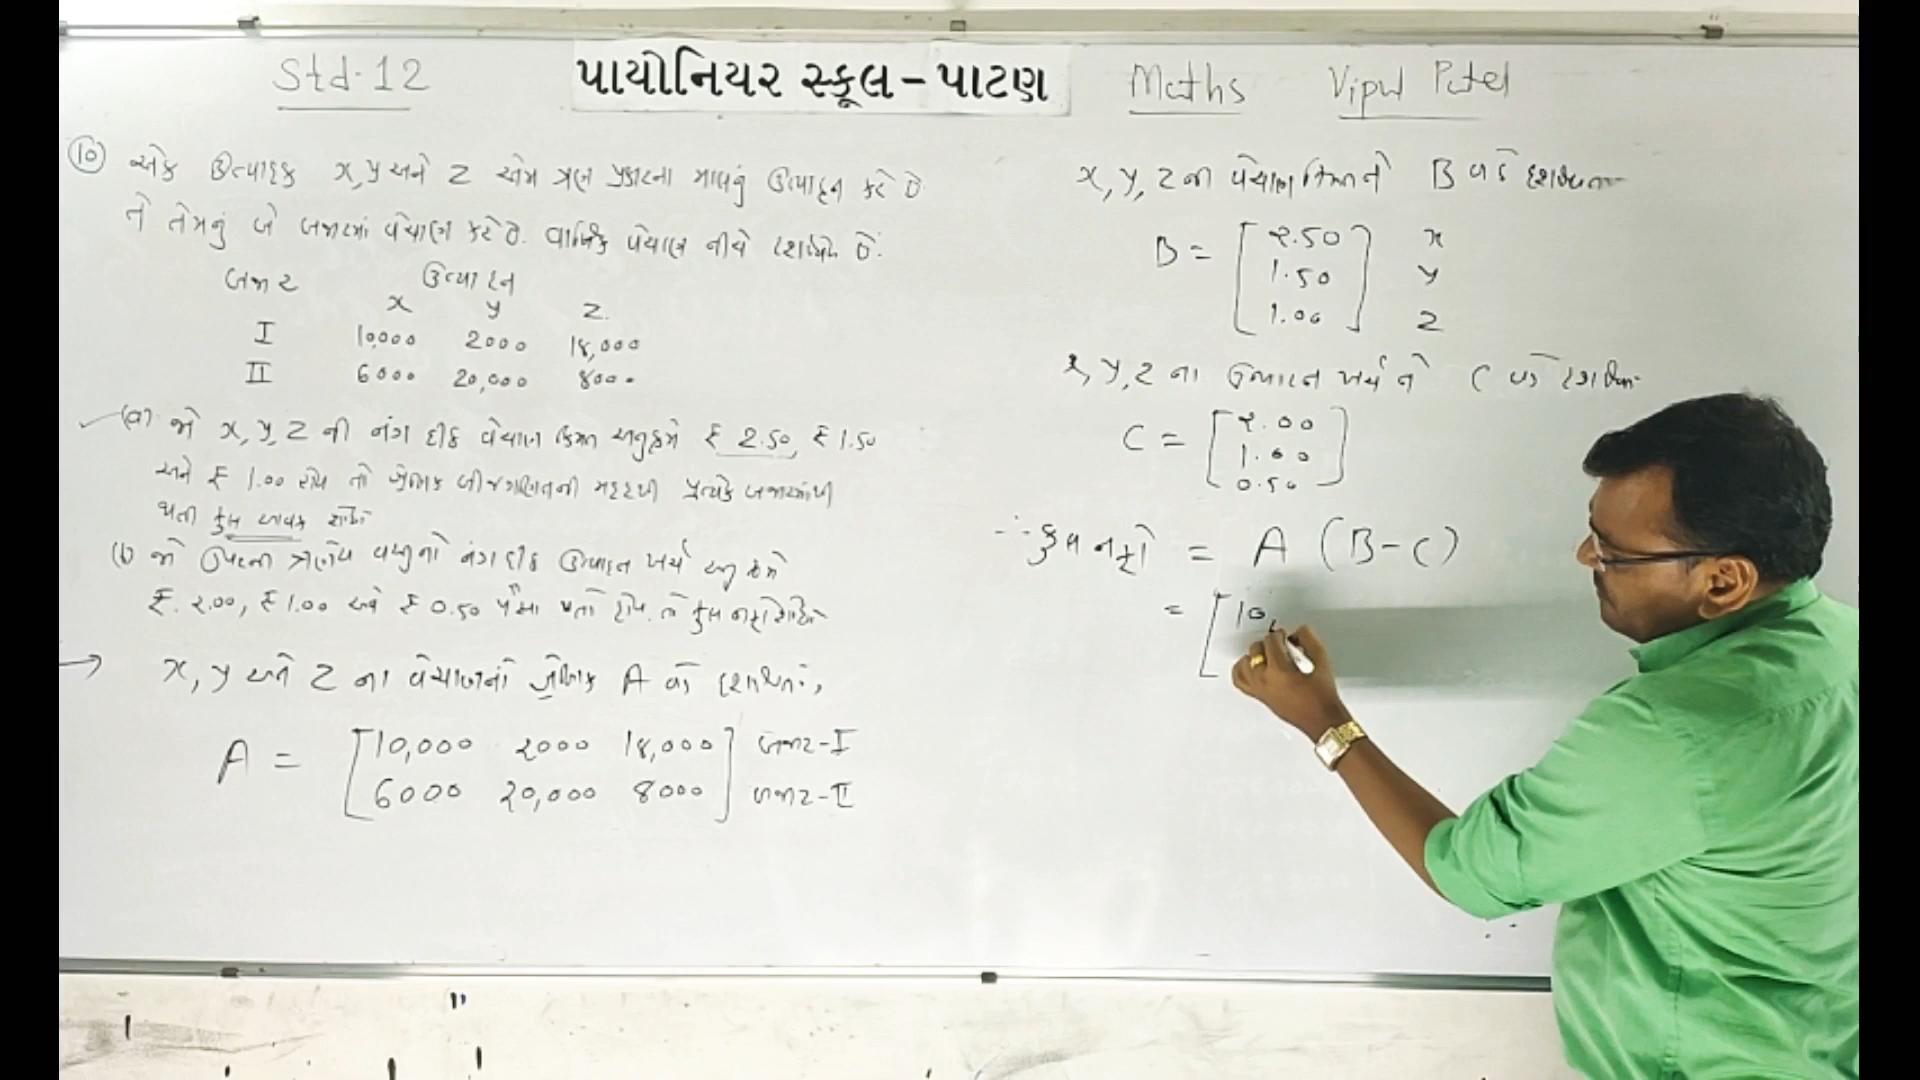 Std-12
પાયોનિયર સ્કૂલ – પાટણ
Maths
Vipul Patel
(10) એક ઉત્પાદક x, y અને z એમ ત્રણ પ્રકારના માલનું ઉત્પાદન કરે છે
ને તેમનું બે બજારમાં વેચાણ કરે છે. વાર્ષિક વેચાણ નીચે દર્શાવેલ છે.
બજાર ઉત્પાદન
x y z
I 10,000 2000 18,000
II 6000 20,000 8000
(a) જો x, y, z ની નંગ દીઠ વેચાણ કિંમત અનુક્રમે ₹ 2.50, ₹ 1.50
અને ₹ 1.00 હોય તો શ્રેણિક બીજગણિતની મદદથી પ્રત્યેક બજારમાંથી
થતી કુલ આવક શોધો
(b) જો ઉપરની ત્રણેય વસ્તુનો નંગ દીઠ ઉત્પાદન ખર્ચ અનુક્રમે
₹. 2.00, ₹ 1.00 અને ₹ 0.50 પૈસા થતો હોય. તો કુલ નફો શોધો
→ x, y અને z ના વેચાણનો શ્રેણિક A વડે દર્શાવતાં,
A = [10,000 2000 18,000] બજાર-I
[6000 20,000 8000] બજાર-II
x, y, z ના વેચાણ કિંમતને B વડે દર્શાવતા
B = [2.50] x
[1.50] y
[1.00] z
x, y, z ના ઉત્પાદન ખર્ચને C વડે દર્શાવતા
C = [2.00]
[1.00]
[0.50]
∴ કુલ નફો = A (B-C)
= [10,